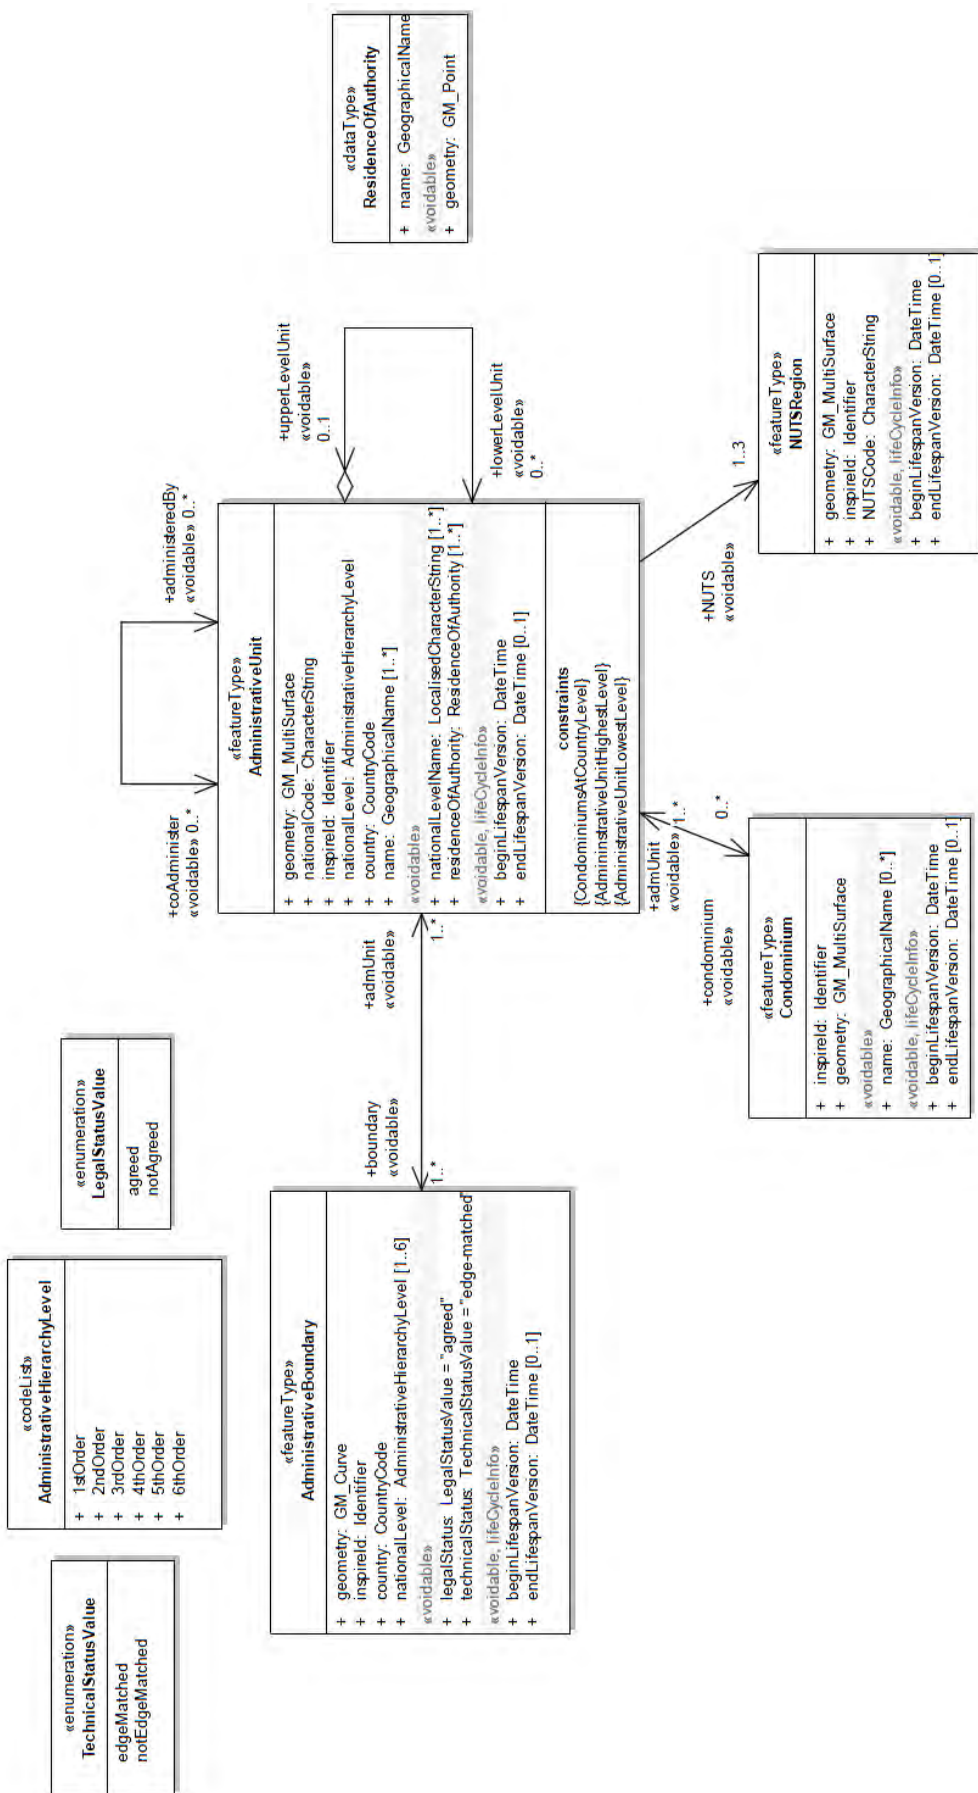 «enumeration»
TechnicalStatusValue
edgeMatched
notEdgeMatched
«codeList»
AdministrativeHierarchyLevel
+ 1stOrder
+ 2ndOrder
+ 3rdOrder
+ 4thOrder
+ 5thOrder
+ 6thOrder
«enumeration»
LegalStatusValue
agreed
notAgreed
«featureType»
AdministrativeBoundary
+ geometry: GM_Curve
+ inspireId: Identifier
+ country: CountryCode
+ nationalLevel: AdministrativeHierarchyLevel [1..6]
«voidable»
+ legalStatus: LegalStatusValue = "agreed"
+ technicalStatus: TechnicalStatusValue = "edge-matched"
«voidable, lifeCycleInfo»
+ beginLifespanVersion: DateTime
+ endLifespanVersion: DateTime [0..1]
+boundary
«voidable»
1..*
+admUnit
«voidable»
1..*
+coAdminister
«voidable» 0..*
+administeredBy
«voidable» 0..*
«featureType»
AdministrativeUnit
+ geometry: GM_MultiSurface
+ nationalCode: CharacterString
+ inspireId: Identifier
+ nationalLevel: AdministrativeHierarchyLevel
+ country: CountryCode
+ name: GeographicalName [1..*]
«voidable»
+ nationalLevelName: LocalisedCharacterString [1..*]
+ residenceOfAuthority: ResidenceOfAuthority [1..*]
«voidable, lifeCycleInfo»
+ beginLifespanVersion: DateTime
+ endLifespanVersion: DateTime [0..1]
constraints
{CondominiumsAtCountryLevel}
{AdministrativeUnitHighestLevel}
{AdministrativeUnitLowestLevel}
+upperLevelUnit
«voidable»
0..1
+lowerLevelUnit
«voidable»
0..*
«dataType»
ResidenceOfAuthority
+ name: GeographicalName
«voidable»
+ geometry: GM_Point
+admUnit
«voidable» 1..*
+condominium
«voidable»
0..*
+NUTS
«voidable»
1..3
«featureType»
Condominium
+ inspireId: Identifier
+ geometry: GM_MultiSurface
«voidable»
+ name: GeographicalName [0..*]
«voidable, lifeCycleInfo»
+ beginLifespanVersion: DateTime
+ endLifespanVersion: DateTime [0..1]
«featureType»
NUTSRegion
+ geometry: GM_MultiSurface
+ inspireId: Identifier
+ NUTSCode: CharacterString
«voidable, lifeCycleInfo»
+ beginLifespanVersion: DateTime
+ endLifespanVersion: DateTime [0..1]